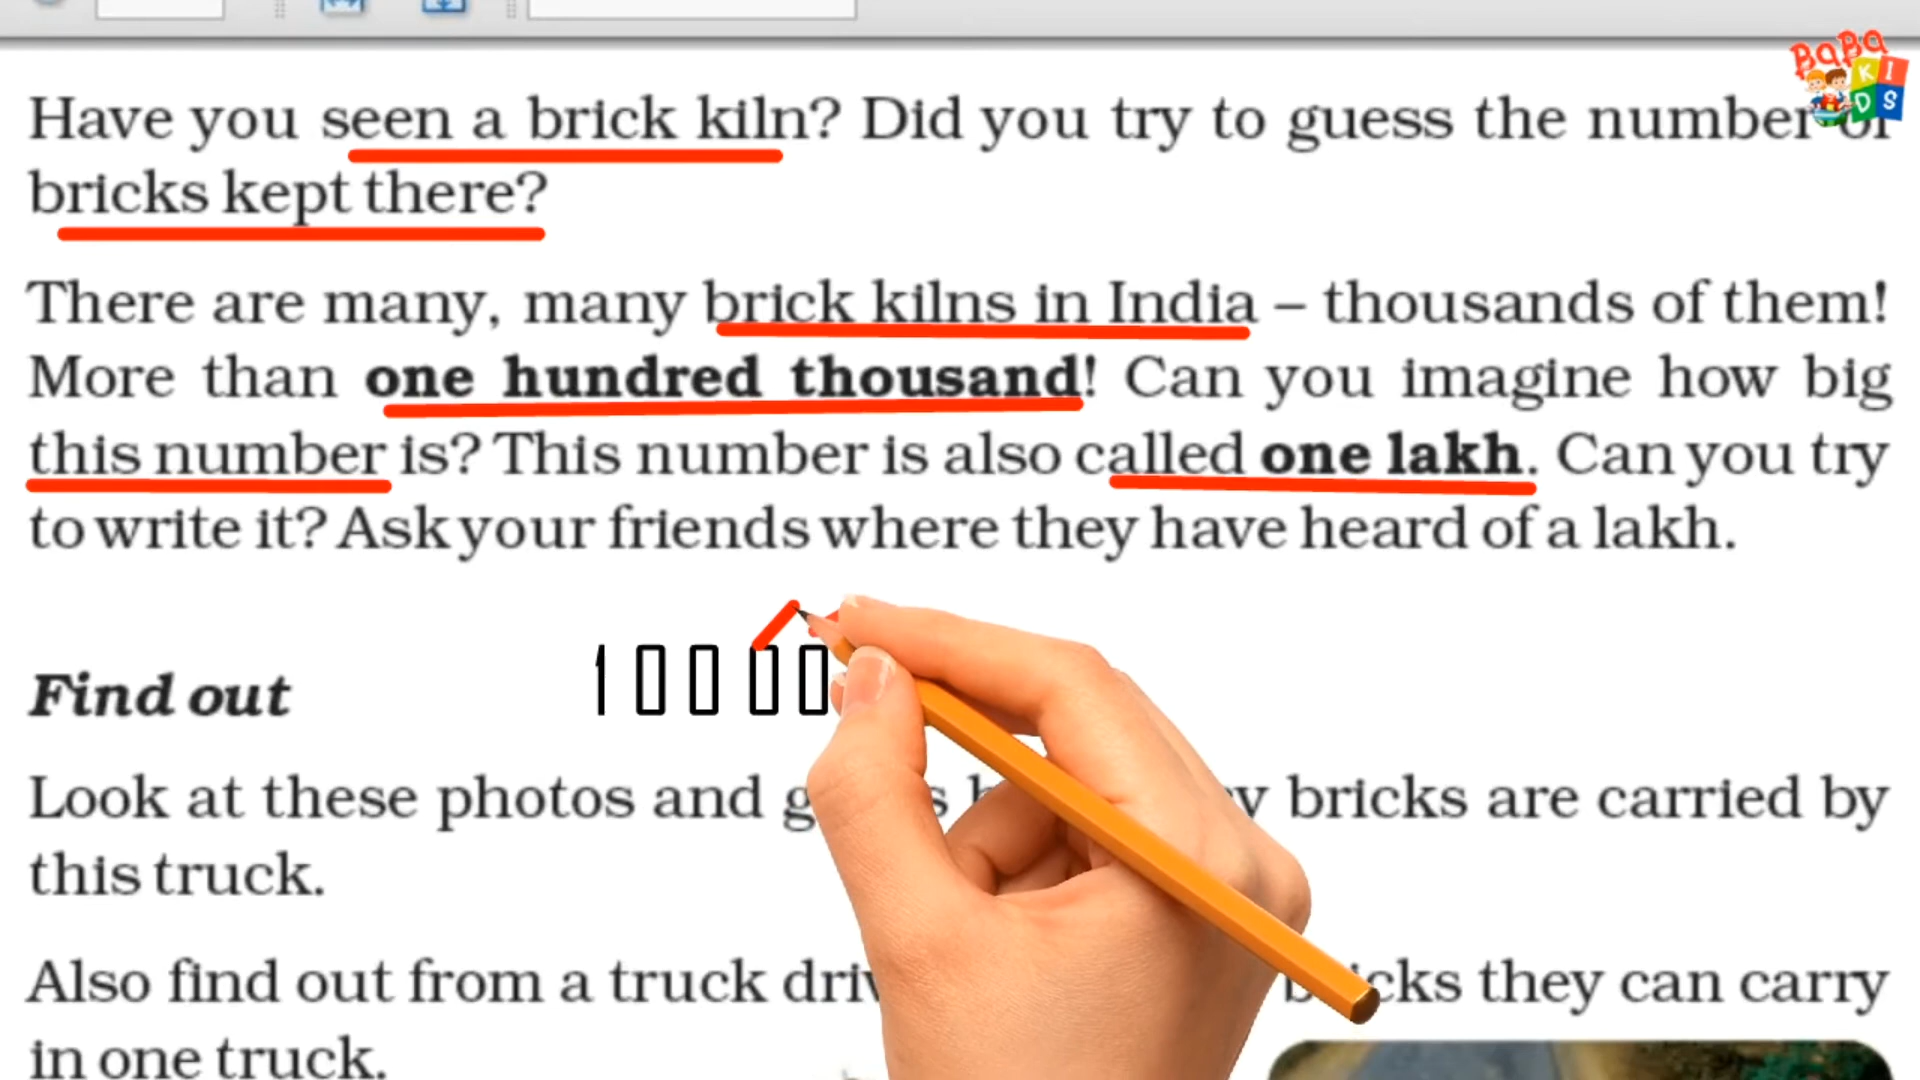 BaBa
KIDS
Have you seen a brick kiln? Did you try to guess the number of
bricks kept there?
There are many, many brick kilns in India – thousands of them!
More than one hundred thousand! Can you imagine how big
this number is? This number is also called one lakh. Can you try
to write it? Ask your friends where they have heard of a lakh.
10000
Find out
Look at these photos and bricks are carried by
this truck.
Also find out from a truck they can carry
in one truck.